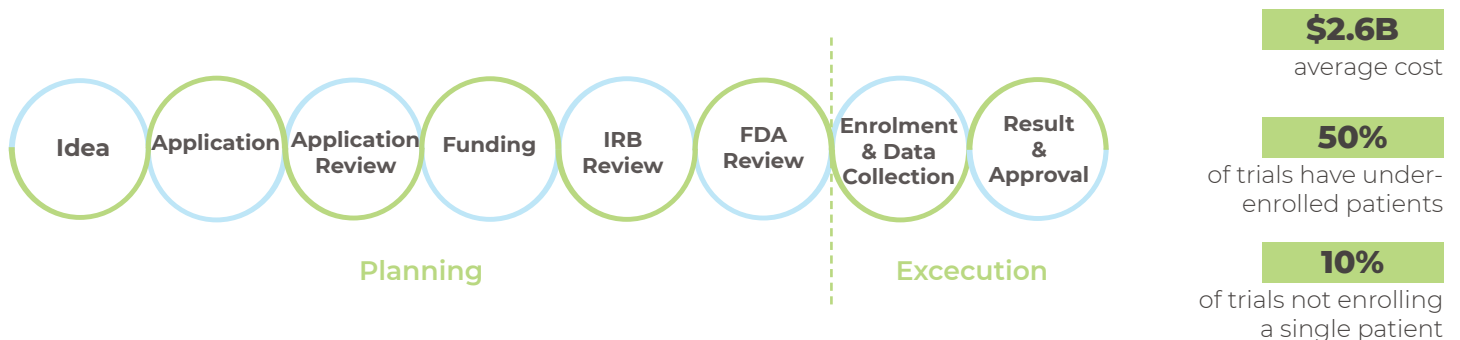 Idea
Application
Application
Review
Funding
IRB
Review
FDA
Review
Enrolment
& Data
Collection
Result
&
Approval
Planning
Excecution
$2.6B
average cost
50%
of trials have under-
enrolled patients
10%
of trials not enrolling
a single patient